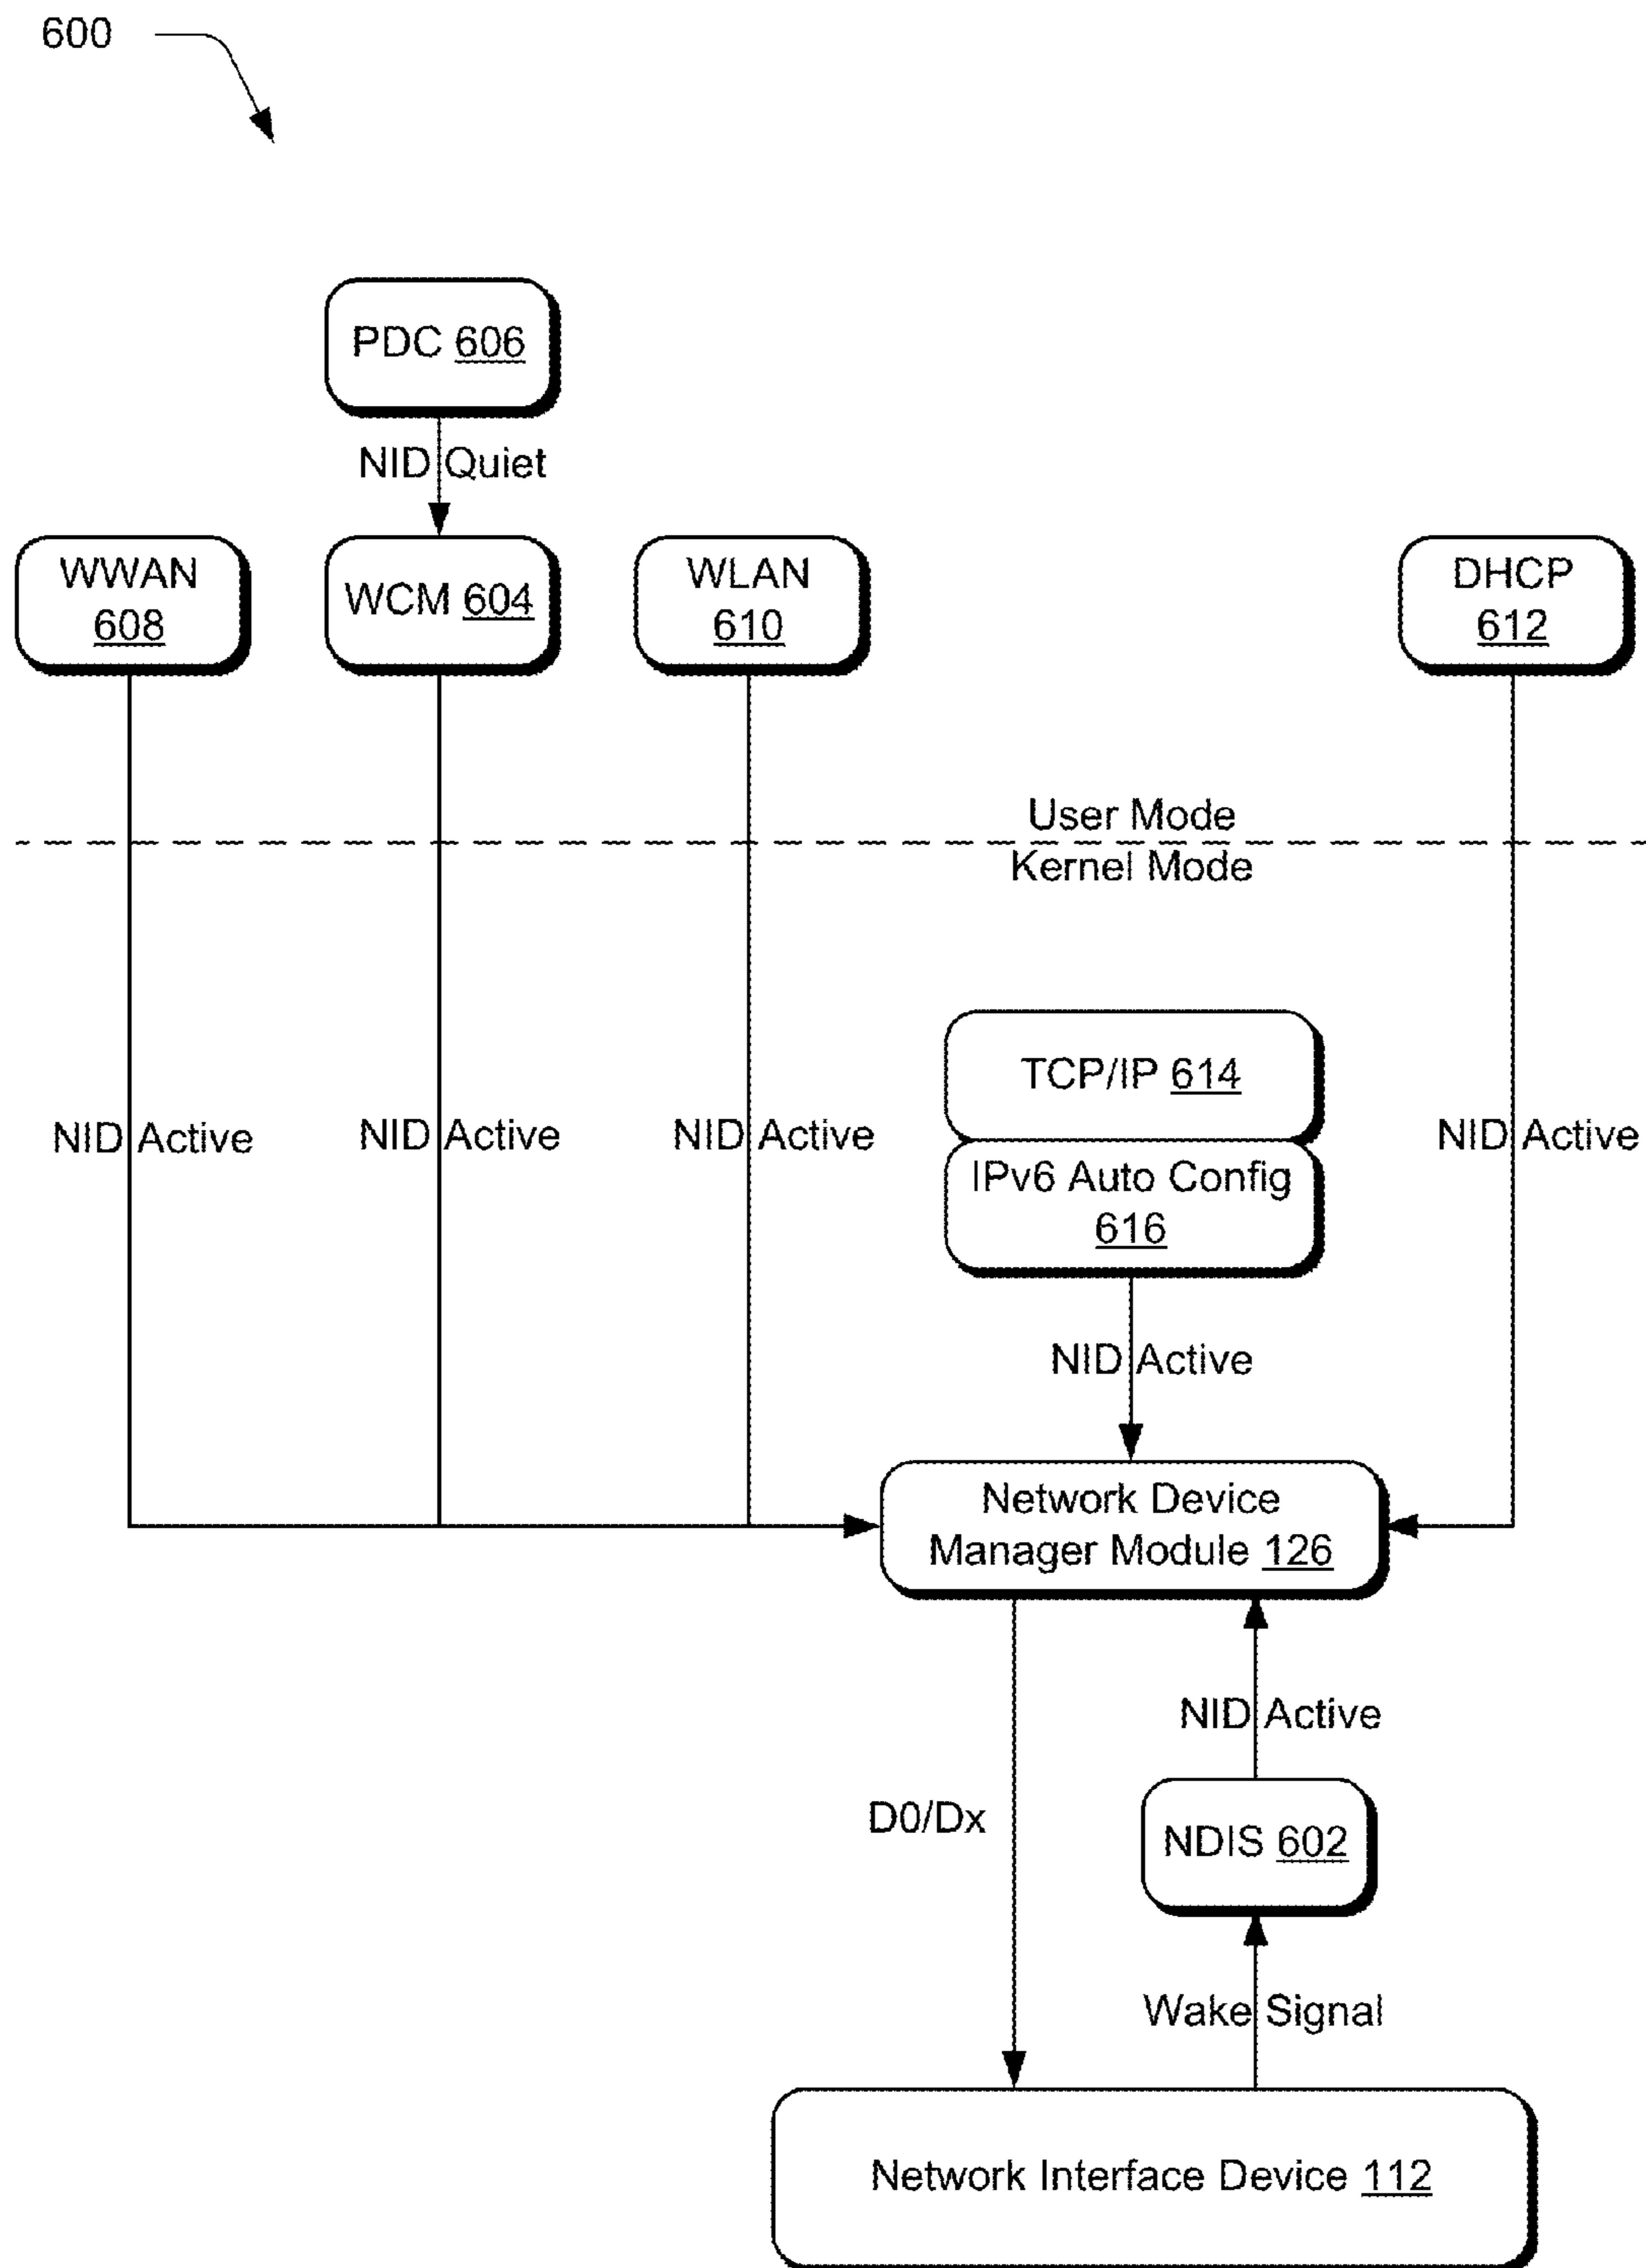 600
PDC 606
NID Quiet
WWAN
608
WCM 604
WLAN
610
DHCP
612
User Mode
Kernel Mode
TCP/IP 614
NID Active
NID Active
NID Active
NID Active
IPv6 Auto Config
616
NID Active
Network Device
Manager Module 126
NID Active
D0/Dx
NDIS 602
Wake Signal
Network Interface Device 112